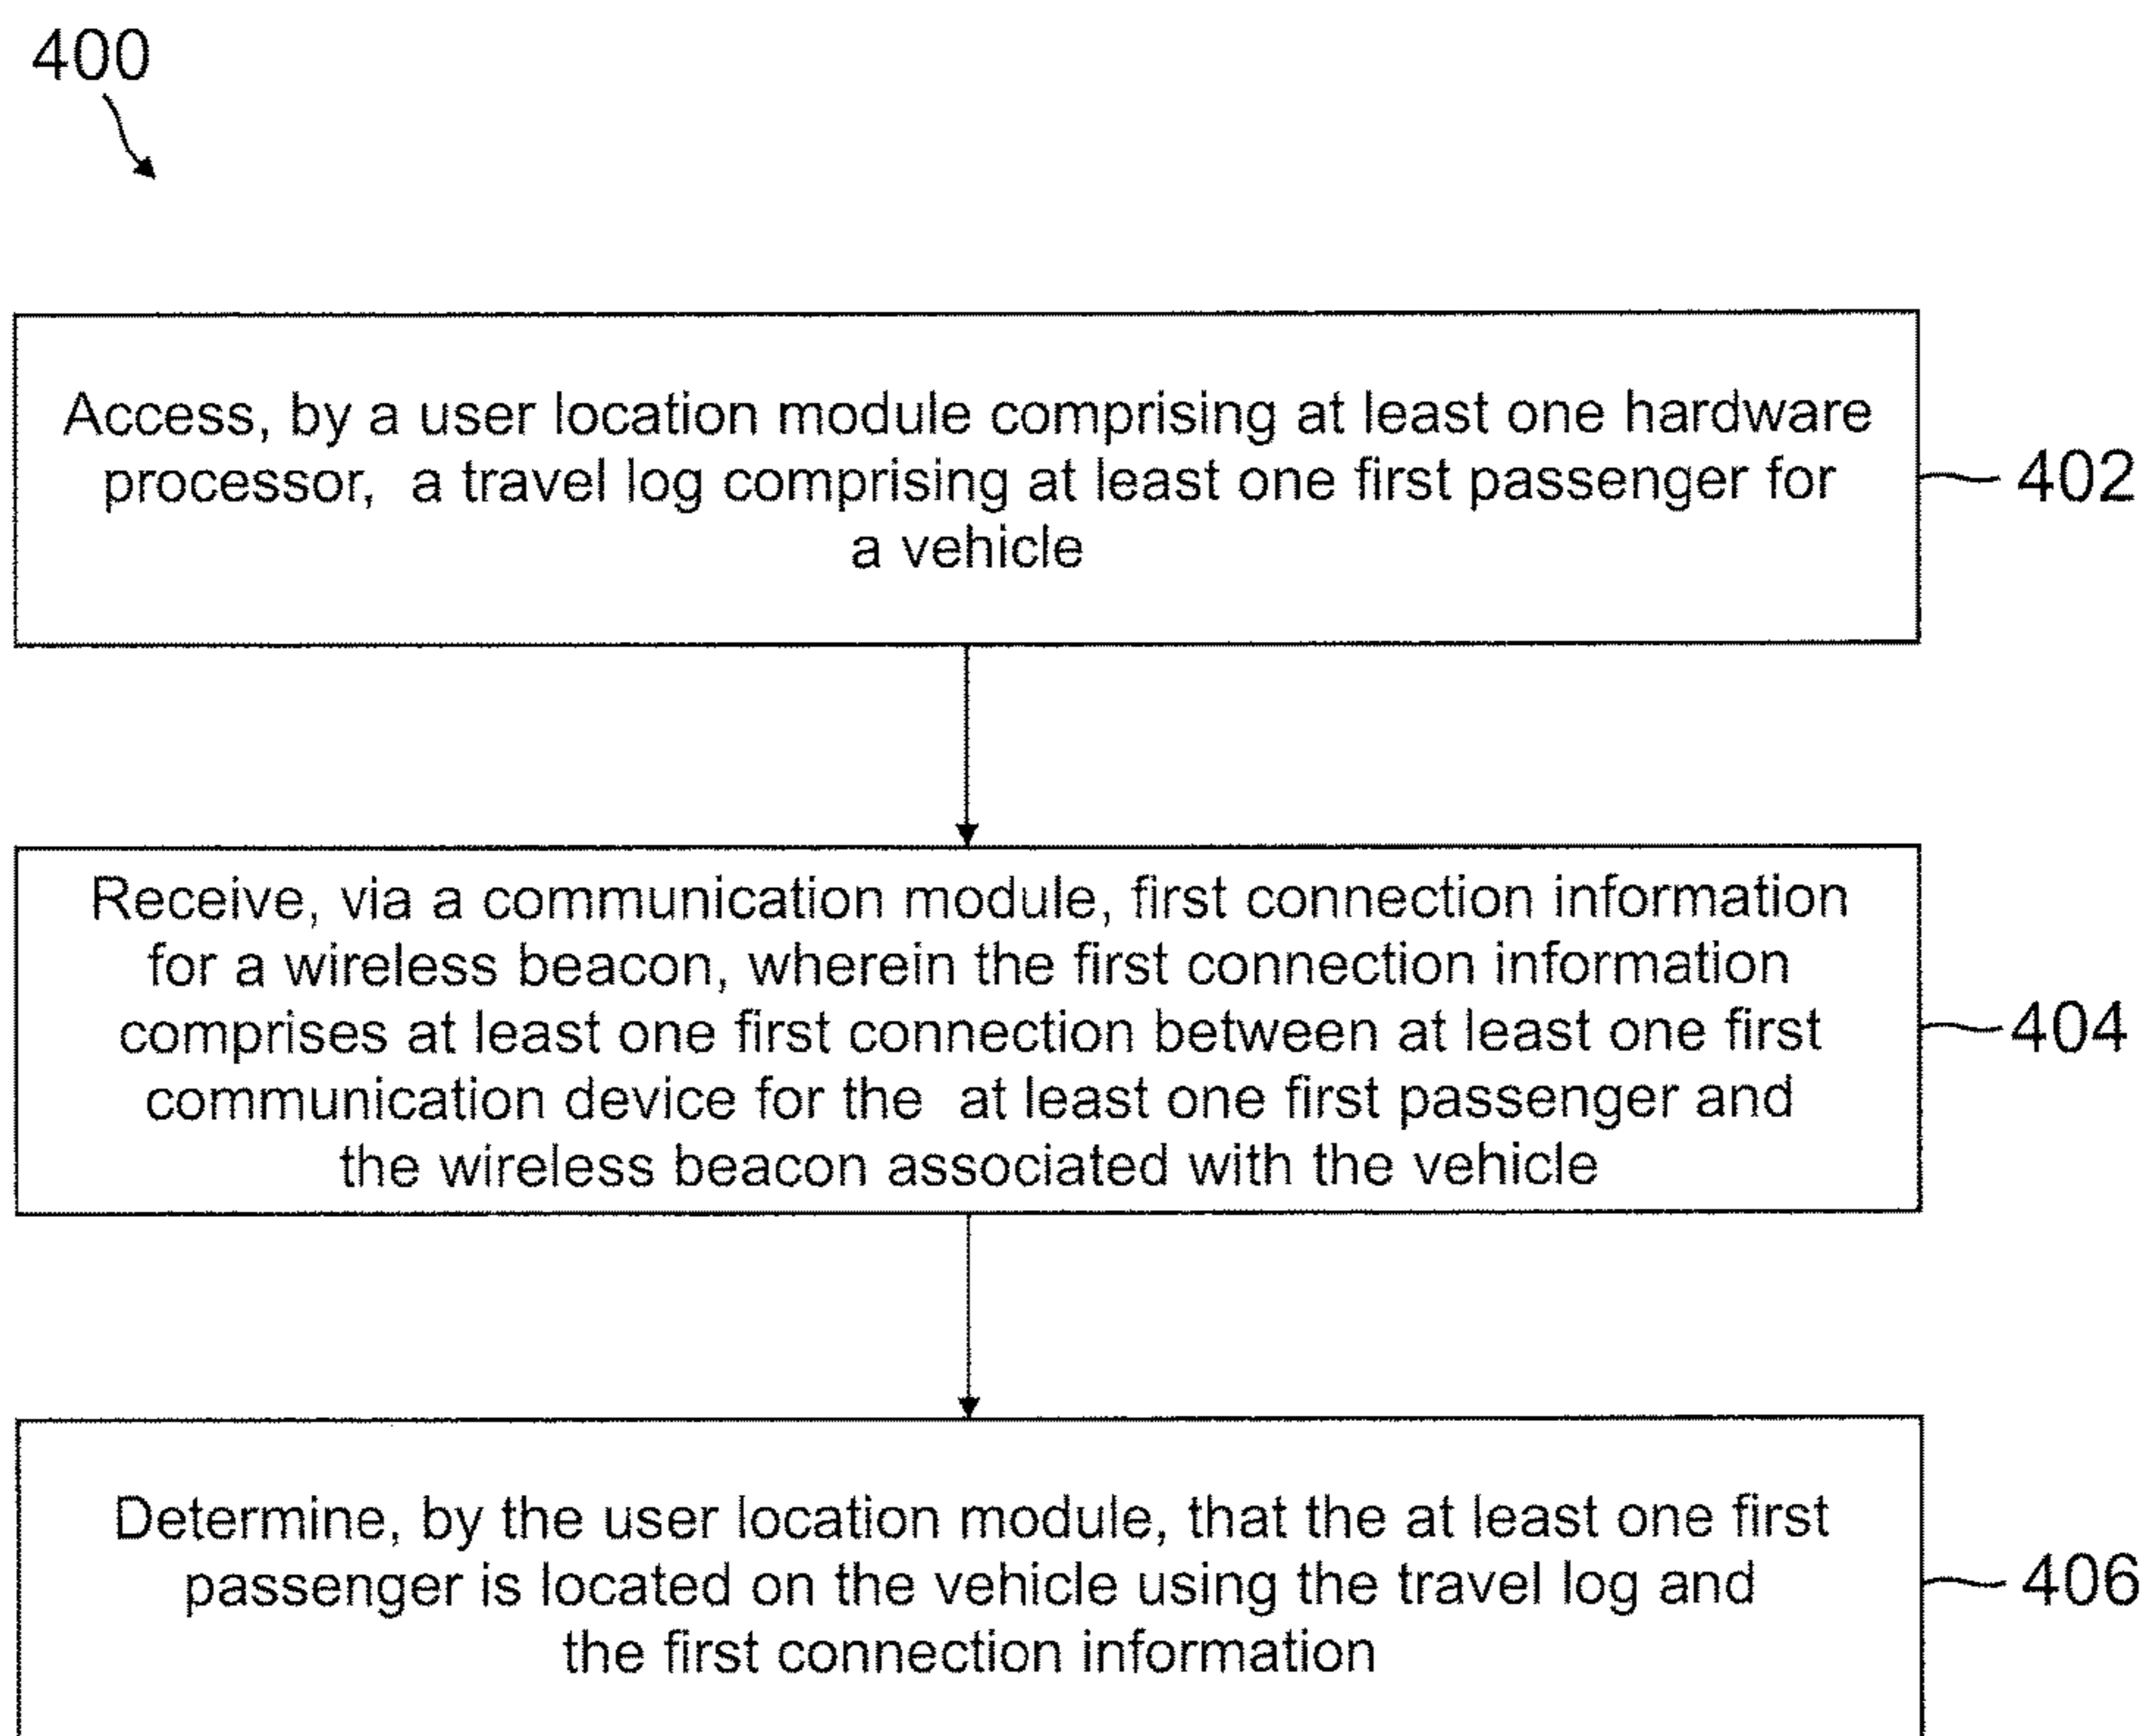 400
Access, by a user location module comprising at least one hardware
processor, a travel log comprising at least one first passenger for
a vehicle
402
Receive, via a communication module, first connection information
for a wireless beacon, wherein the first connection information
comprises at least one first connection between at least one first
communication device for the at least one first passenger and
the wireless beacon associated with the vehicle
404
Determine, by the user location module, that the at least one first
passenger is located on the vehicle using the travel log and
the first connection information
406